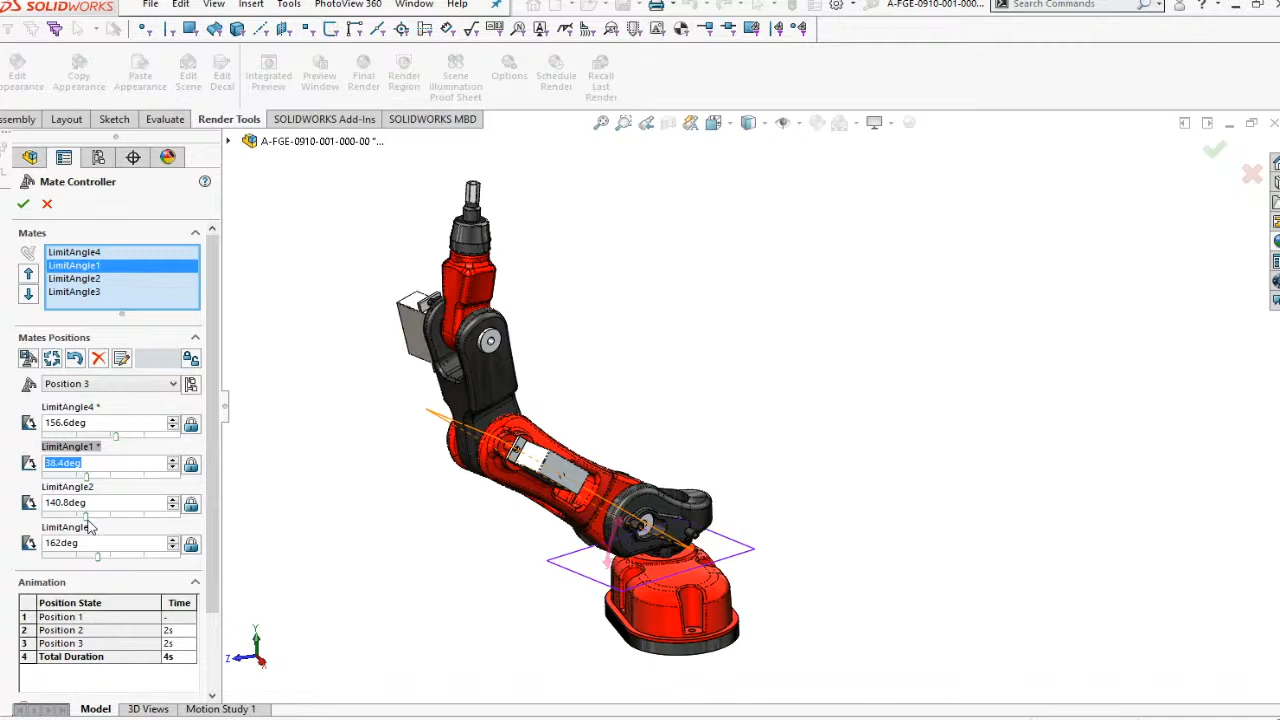 SOLIDWORKS File Edit View Insert Tools PhotoView 360 Window Help A-FGE-0910-001-000-... Search Commands
Edit Appearance Copy Appearance Paste Appearance Edit Scene Edit Decal Integrated Preview Preview Window Final Render Render Region Scene Illumination Proof Sheet Options Schedule Render Recall Last Render
Assembly Layout Sketch Evaluate Render Tools SOLIDWORKS Add-Ins SOLIDWORKS MBD
A-FGE-0910-001-000-00 "...
Mate Controller
Mates
LimitAngle4
LimitAngle1
LimitAngle2
LimitAngle3
Mates Positions
Position 3
LimitAngle4 *
156.6deg
LimitAngle1 *
38.4deg
LimitAngle2
140.8deg
LimitAngle
162deg
Animation
Position State Time
1 Position 1 -
2 Position 2 2s
3 Position 3 2s
4 Total Duration 4s
Y
Z
Model 3D Views Motion Study 1